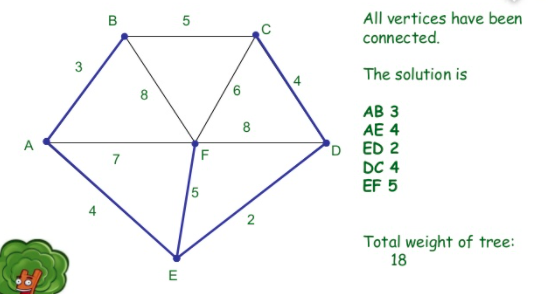 B
5
C
3
8
6
4
A
7
F
8
D
4
5
2
E
All vertices have been
connected.
The solution is
AB 3
AE 4
ED 2
DC 4
EF 5
Total weight of tree:
18